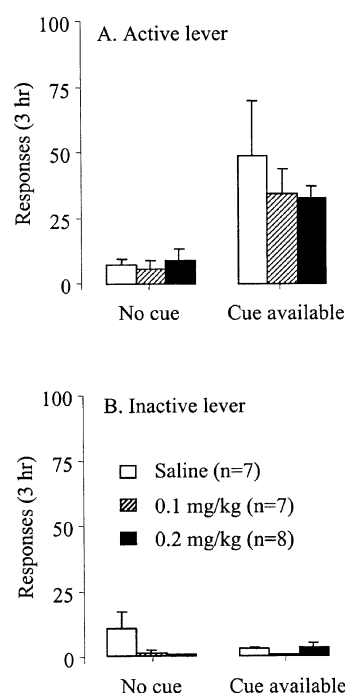 A. Active lever
100
75
50
25
0
Responses (3 hr)
No cue
Cue available
B. Inactive lever
100
75
50
25
0
Responses (3 hr)
Saline (n=7)
0.1 mg/kg (n=7)
0.2 mg/kg (n=8)
No cue
Cue available